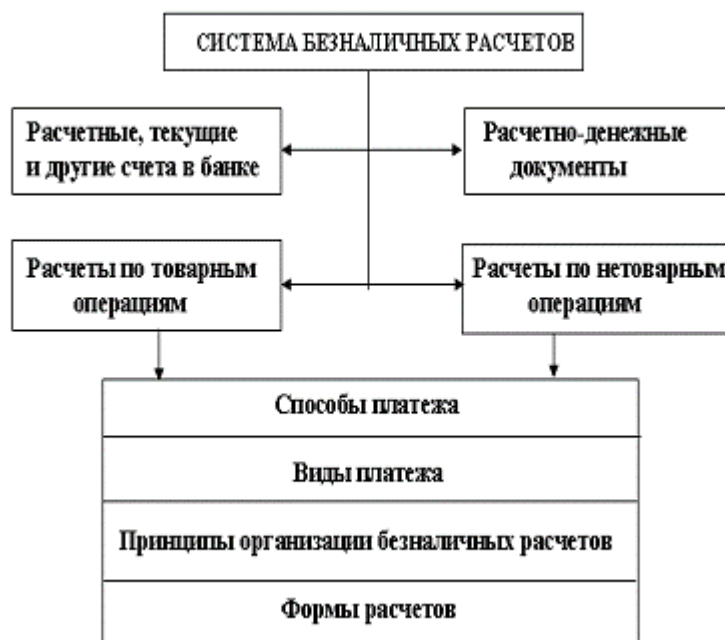 СИСТЕМА БЕЗНАЛИЧНЫХ РАСЧЕТОВ
Расчетные, текущие
и другие счета в банке
Расчетно-денежные
документы
Расчеты по товарным
операциям
Расчеты по нетоварным
операциям
Способы платежа
Виды платежа
Принципы организации безналичных расчетов
Формы расчетов